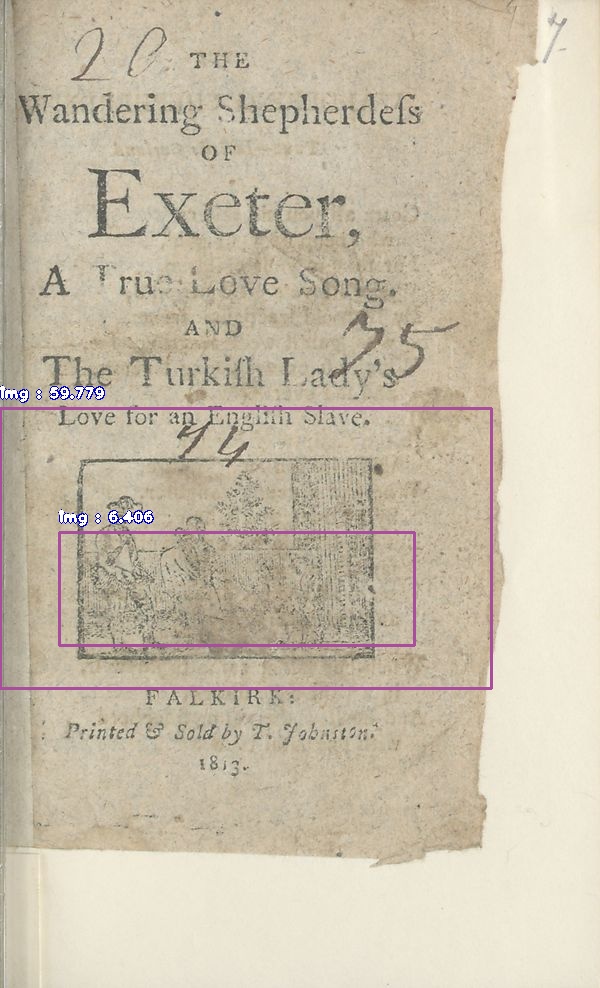 20
7
THE
Wandering Shepherdeſs
OF
Exeter,
A True Love Song.
AND
75
The Turkiſh Lady's
img : 59.779
Love for an Engliſh Slave.
74
img : 6.406
FALKIRK:
Printed & Sold by T. Johnston.
1813.